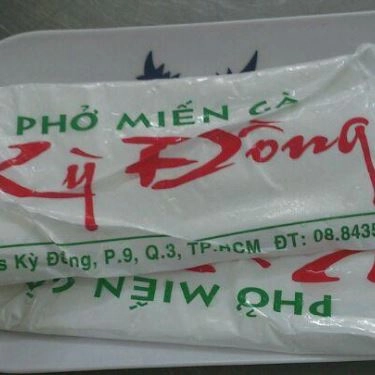 PHỞ MIẾN GÀ
Kỳ Đồng
Kỳ Đồng, P.9, Q.3, TP.HCM ĐT: 08.8435
PHỞ MIẾN GÀ